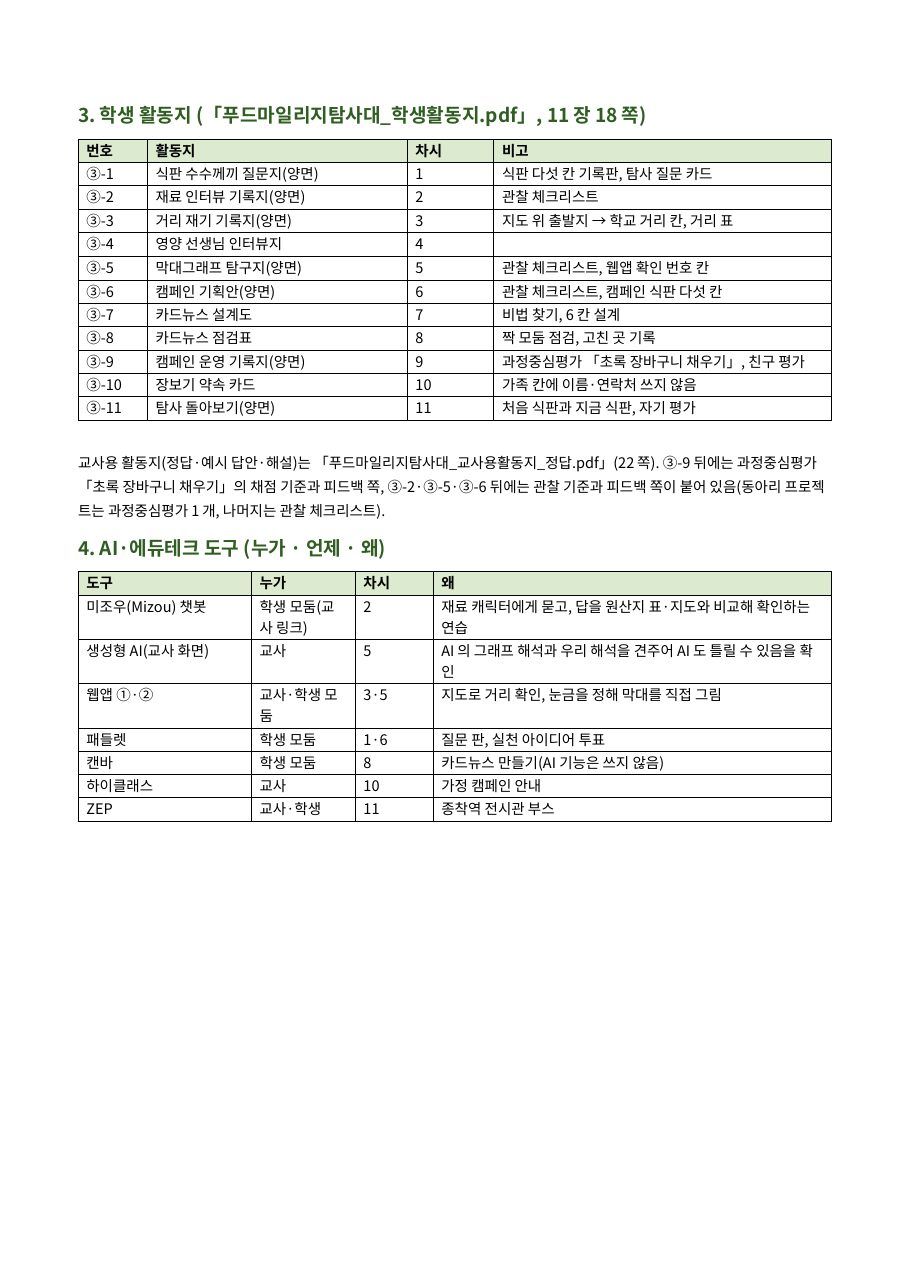 3. 학생 활동지 (「푸드마일리지탐사대_학생활동지.pdf」, 11 장 18 쪽)
번호 활동지 차시 비고
③-1 식판 수수께끼 질문지(양면) 1 식판 다섯 칸 기록판, 탐사 질문 카드
③-2 재료 인터뷰 기록지(양면) 2 관찰 체크리스트
③-3 거리 재기 기록지(양면) 3 지도 위 출발지 → 학교 거리 칸, 거리 표
③-4 영양 선생님 인터뷰지 4
③-5 막대그래프 탐구지(양면) 5 관찰 체크리스트, 웹앱 확인 번호 칸
③-6 캠페인 기획안(양면) 6 관찰 체크리스트, 캠페인 식판 다섯 칸
③-7 카드뉴스 설계도 7 비법 찾기, 6 칸 설계
③-8 카드뉴스 점검표 8 짝 모둠 점검, 고친 곳 기록
③-9 캠페인 운영 기록지(양면) 9 과정중심평가 「초록 장바구니 채우기」, 친구 평가
③-10 장보기 약속 카드 10 가족 칸에 이름·연락처 쓰지 않음
③-11 탐사 돌아보기(양면) 11 처음 식판과 지금 식판, 자기 평가
교사용 활동지(정답·예시 답안·해설)는 「푸드마일리지탐사대_교사용활동지_정답.pdf」(22 쪽). ③-9 뒤에는 과정중심평가
「초록 장바구니 채우기」의 채점 기준과 피드백 쪽, ③-2·③-5·③-6 뒤에는 관찰 기준과 피드백 쪽이 붙어 있음(동아리 프로젝
트는 과정중심평가 1 개, 나머지는 관찰 체크리스트).
4. AI·에듀테크 도구 (누가 · 언제 · 왜)
도구 누가 차시 왜
미조우(Mizou) 챗봇 학생 모둠(교 2 재료 캐릭터에게 묻고, 답을 원산지 표·지도와 비교해 확인하는
사 링크) 연습
생성형 AI(교사 화면) 교사 5 AI 의 그래프 해석과 우리 해석을 견주어 AI 도 틀릴 수 있음을 확
인
웹앱 ①·② 교사·학생 모 3·5 지도로 거리 확인, 눈금을 정해 막대를 직접 그림
둠
패들렛 학생 모둠 1·6 질문 판, 실천 아이디어 투표
캔바 학생 모둠 8 카드뉴스 만들기(AI 기능은 쓰지 않음)
하이클래스 교사 10 가정 캠페인 안내
ZEP 교사·학생 11 종착역 전시관 부스